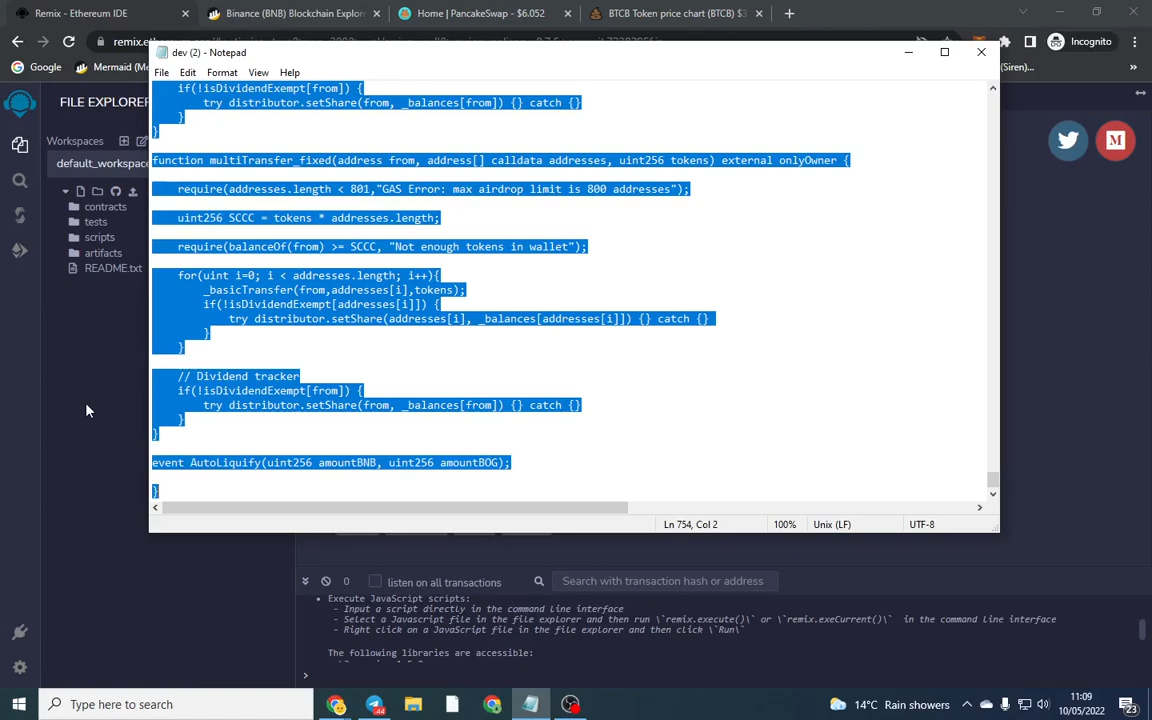 Remix - Ethereum IDE
Binance (BNB) Blockchain Explor
Home | PancakeSwap - $6.052
BTCB Token price chart (BTCB) $3
Incognito
Google
Mermaid (Me
(Siren)...
dev (2) - Notepad
File Edit Format View Help
if(!isDividendExempt[from]) {
try distributor.setShare(from, _balances[from]) {} catch {}
}
}
function multiTransfer_fixed(address from, address[] calldata addresses, uint256 tokens) external onlyOwner {
require(addresses.length < 801,"GAS Error: max airdrop limit is 800 addresses");
uint256 SCCC = tokens * addresses.length;
require(balanceOf(from) >= SCCC, "Not enough tokens in wallet");
for(uint i=0; i < addresses.length; i++){
_basicTransfer(from,addresses[i],tokens);
if(!isDividendExempt[addresses[i]]) {
try distributor.setShare(addresses[i], _balances[addresses[i]]) {} catch {}
}
}
// Dividend tracker
if(!isDividendExempt[from]) {
try distributor.setShare(from, _balances[from]) {} catch {}
}
}
event AutoLiquify(uint256 amountBNB, uint256 amountBOG);
}
Ln 754, Col 2 100% Unix (LF) UTF-8
FILE EXPLORER
Workspaces
default_workspace
contracts
tests
scripts
artifacts
README.txt
0 listen on all transactions Search with transaction hash or address
• Execute JavaScript scripts:
- Input a script directly in the command line interface
- Select a Javascript file in the file explorer and then run \`remix.execute()\` or \`remix.exeCurrent()\` in the command line interface
- Right click on a JavaScript file in the file explorer and then click \`Run\`
The following libraries are accessible:
>
Type here to search
44
14°C Rain showers
11:09
10/05/2022
23